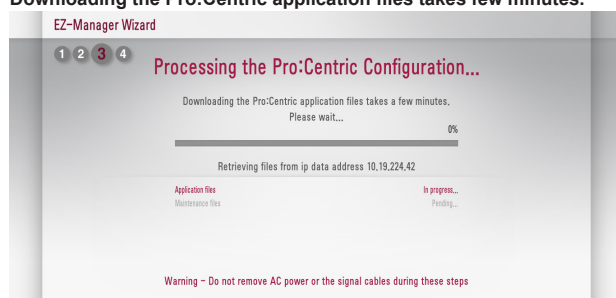 Downloading the Pro:Centric application files takes few minutes.
EZ-Manager Wizard
1 2 3 4
Processing the Pro:Centric Configuration...
Downloading the Pro:Centric application files takes a few minutes.
Please wait...
0%
Retrieving files from ip data address 10.19.224.42
Application files In progress...
Maintenance files Pending...
Warning - Do not remove AC power or the signal cables during these steps